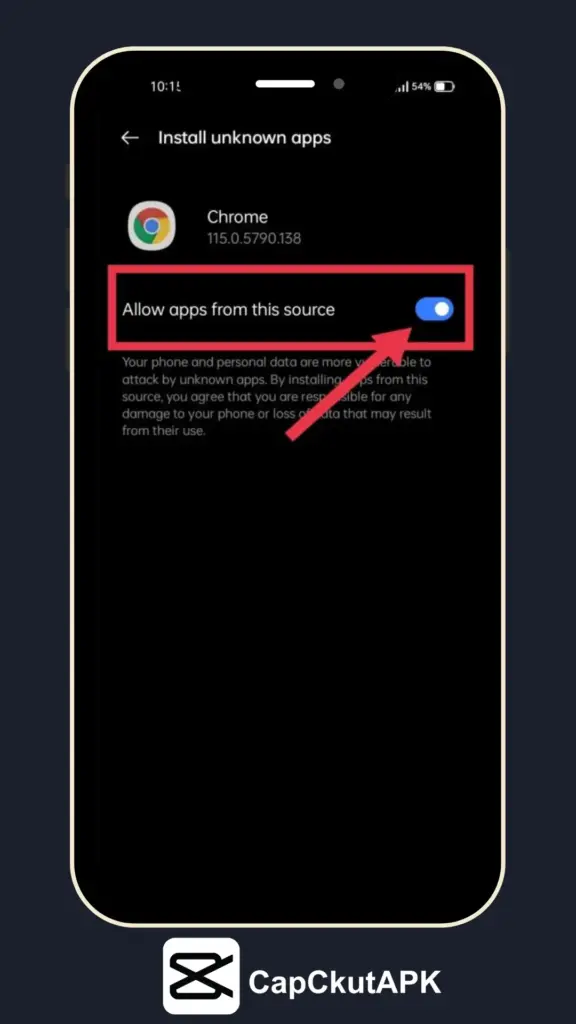 10:15 54%
Install unknown apps
Chrome
115.0.5790.138
Allow apps from this source
Your phone and personal data are more vulnerable to
attack by unknown apps. By installing apps from this
source, you agree that you are responsible for any
damage to your phone or loss of data that may result
from their use.
CapCkutAPK